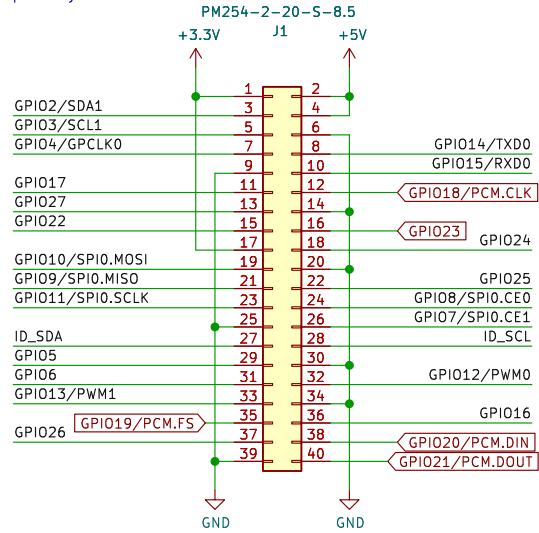 PM254-2-20-S-8.5
J1
+3.3V
+5V
1 2
GPIO2/SDA1 3 4
GPIO3/SCL1 5 6
GPIO4/GPCLK0 7 8 GPIO14/TXD0
9 10 GPIO15/RXD0
GPIO17 11 12 GPIO18/PCM.CLK
GPIO27 13 14
GPIO22 15 16 GPIO23
17 18 GPIO24
GPIO10/SPI0.MOSI 19 20
GPIO9/SPI0.MISO 21 22 GPIO25
GPIO11/SPI0.SCLK 23 24 GPIO8/SPI0.CE0
25 26 GPIO7/SPI0.CE1
ID_SDA 27 28 ID_SCL
GPIO5 29 30
GPIO6 31 32 GPIO12/PWM0
GPIO13/PWM1 33 34
GPIO19/PCM.FS 35 36 GPIO16
GPIO26 37 38 GPIO20/PCM.DIN
39 40 GPIO21/PCM.DOUT
GND GND